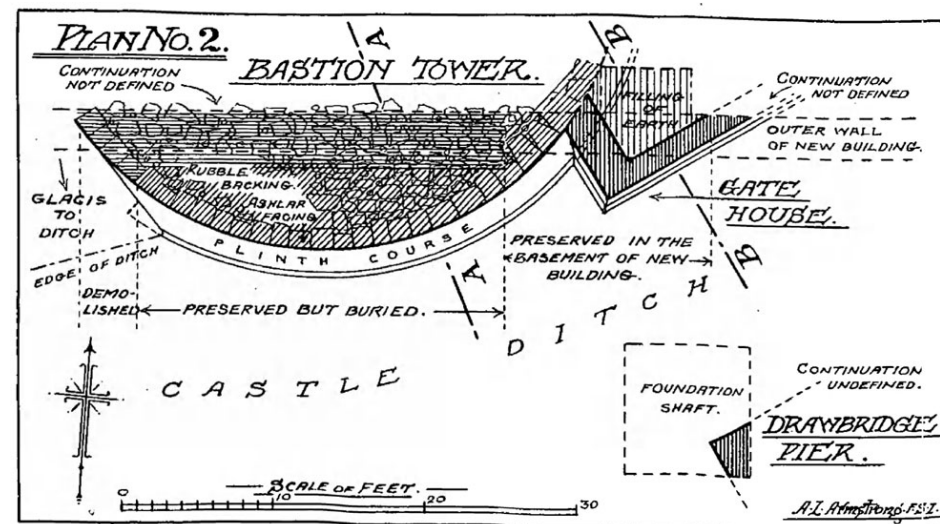 PLAN No. 2.
BASTION TOWER.
A
B
CONTINUATION
NOT DEFINED
FILLING
OF
EARTH
CONTINUATION
NOT DEFINED
OUTER WALL
OF NEW BUILDING.
RUBBLE
BACKING.
ASHLAR
FACING
GLACIS
TO
DITCH
PLINTH COURSE
GATE
HOUSE.
EDGE OF DITCH
PRESERVED IN THE
BASEMENT OF NEW
BUILDING.
A
B
DEMO-
LISHED
PRESERVED BUT BURIED.
CASTLE DITCH
FOUNDATION
SHAFT.
CONTINUATION
UNDEFINED.
DRAWBRIDGE
PIER.
SCALE OF FEET.
0 10 20 30
A.L. Armstrong. F.S.I.